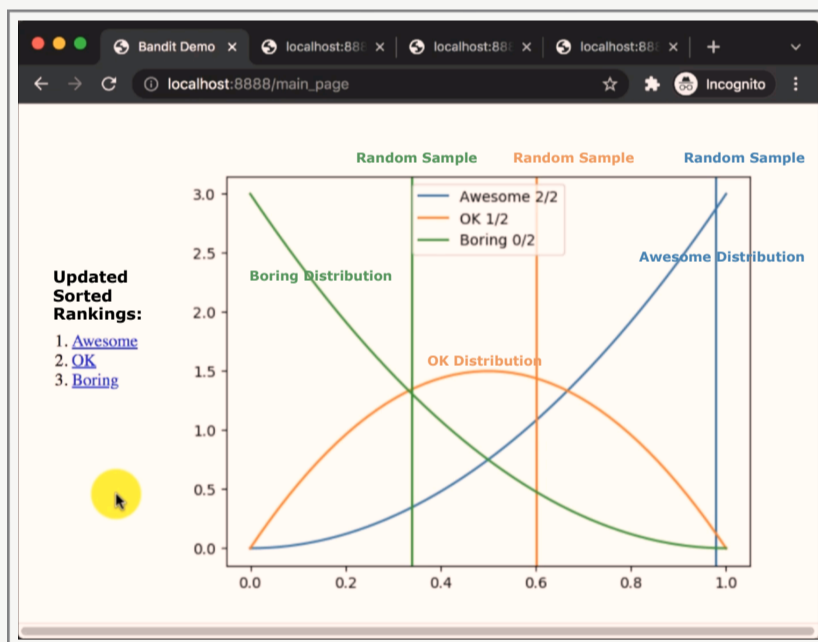 Bandit Demo
localhost:888
localhost:888
localhost:888
localhost:8888/main_page
Incognito
Random Sample
Random Sample
Random Sample
3.0
Awesome 2/2
OK 1/2
Boring 0/2
2.5
Awesome Distribution
Boring Distribution
Updated
Sorted
Rankings:
1. Awesome
2. OK
3. Boring
2.0
OK Distribution
1.5
1.0
0.5
0.0
0.0 0.2 0.4 0.6 0.8 1.0